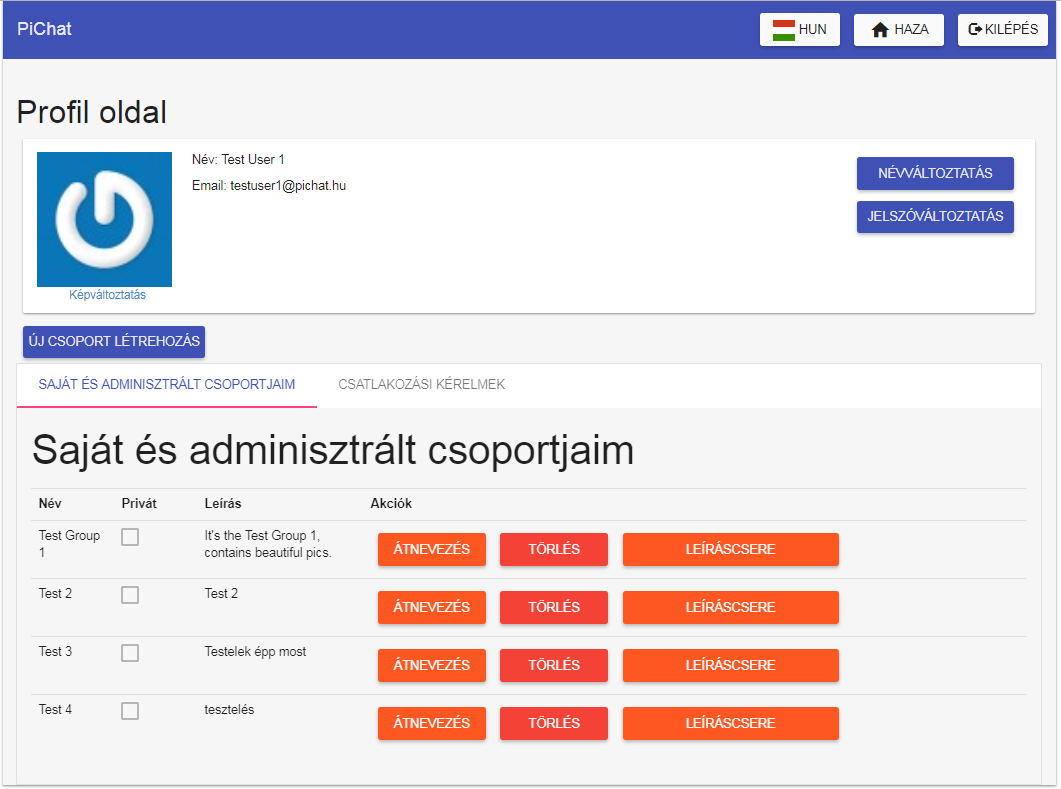 PiChat
HUN
HAZA
KILÉPÉS
Profil oldal
Név: Test User 1
Email: testuser1@pichat.hu
NÉVVÁLTOZTATÁS
JELSZÓVÁLTOZTATÁS
Képváltoztatás
ÚJ CSOPORT LÉTREHOZÁS
SAJÁT ÉS ADMINISZTRÁLT CSOPORTJAIM
CSATLAKOZÁSI KÉRELMEK
Saját és adminisztrált csoportjaim
Név Privát Leírás Akciók
Test Group
1
It's the Test Group 1,
contains beautiful pics.
ÁTNEVEZÉS TÖRLÉS LEÍRÁSCSERE
Test 2 Test 2
ÁTNEVEZÉS TÖRLÉS LEÍRÁSCSERE
Test 3 Testelek épp most
ÁTNEVEZÉS TÖRLÉS LEÍRÁSCSERE
Test 4 tesztelés
ÁTNEVEZÉS TÖRLÉS LEÍRÁSCSERE